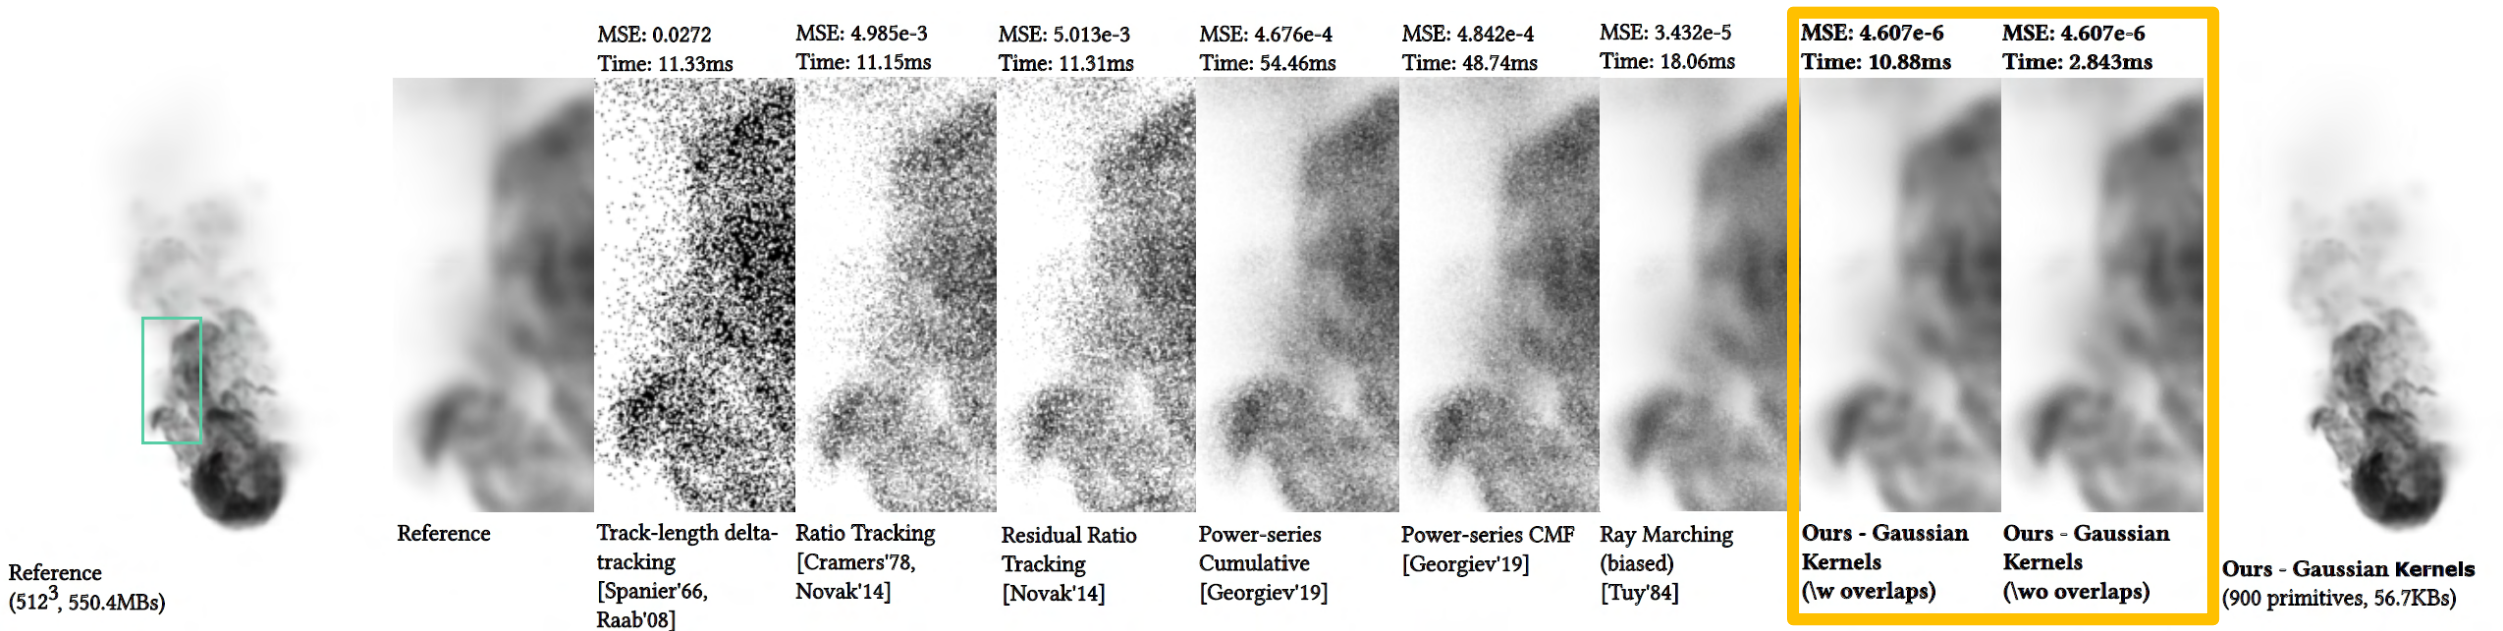 MSE: 0.0272
Time: 11.33ms
MSE: 4.985e-3
Time: 11.15ms
MSE: 5.013e-3
Time: 11.31ms
MSE: 4.676e-4
Time: 54.46ms
MSE: 4.842e-4
Time: 48.74ms
MSE: 3.432e-5
Time: 18.06ms
MSE: 4.607e-6
Time: 10.88ms
MSE: 4.607e-6
Time: 2.843ms
Reference
(512³, 550.4MBs)
Reference
Track-length delta-
tracking
[Spanier'66,
Raab'08]
Ratio Tracking
[Cramers'78,
Novak'14]
Residual Ratio
Tracking
[Novak'14]
Power-series
Cumulative
[Georgiev'19]
Power-series CMF
[Georgiev'19]
Ray Marching
(biased)
[Tuy'84]
Ours - Gaussian
Kernels
(\w overlaps)
Ours - Gaussian
Kernels
(\wo overlaps)
Ours - Gaussian Kernels
(900 primitives, 56.7KBs)